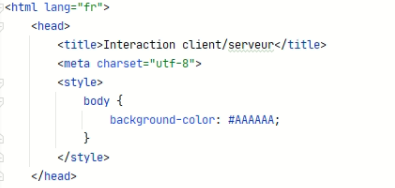 <html lang="fr">
<head>
<title>Interaction client/serveur</title>
<meta charset="utf-8">
<style>
body {
background-color: #AAAAAA;
}
</style>
</head>